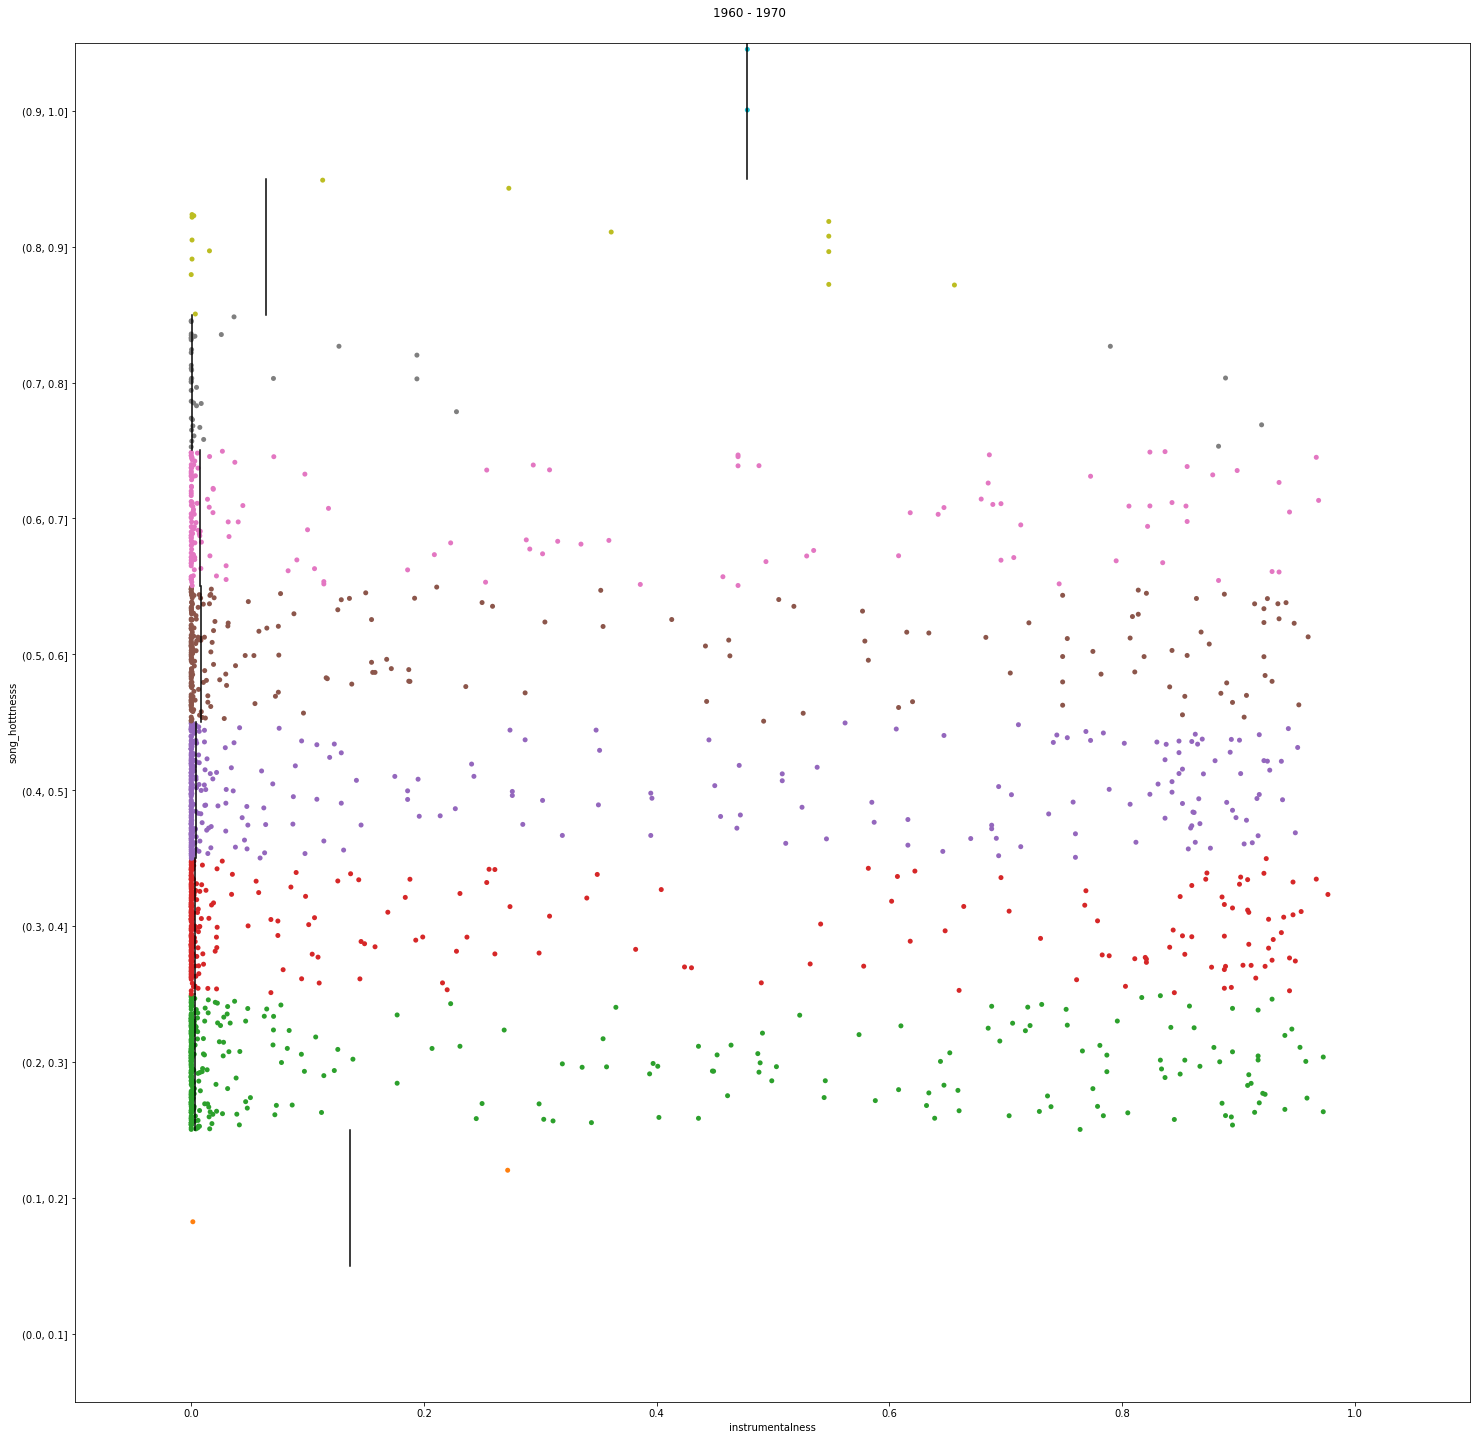 1960 - 1970
(0.9, 1.0]
(0.8, 0.9]
(0.7, 0.8]
(0.6, 0.7]
(0.5, 0.6]
(0.4, 0.5]
(0.3, 0.4]
(0.2, 0.3]
(0.1, 0.2]
(0.0, 0.1]
song_hotttnesss
0.0 0.2 0.4 0.6 0.8 1.0
instrumentalness